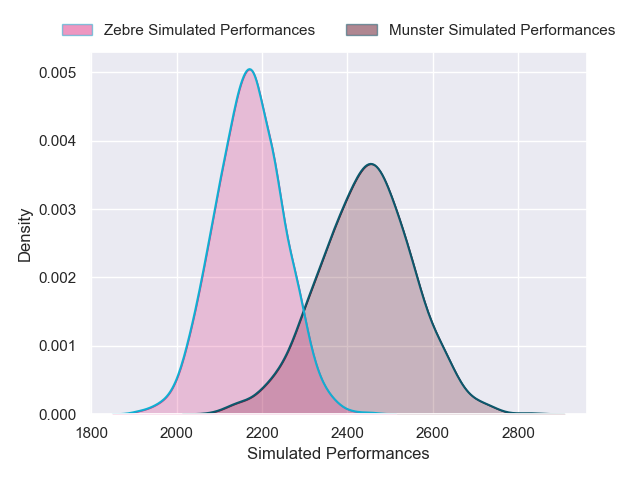 Zebre Simulated Performances Munster Simulated Performances
0.005
0.004
0.003
0.002
0.001
0.000
Density
1800 2000 2200 2400 2600 2800
Simulated Performances